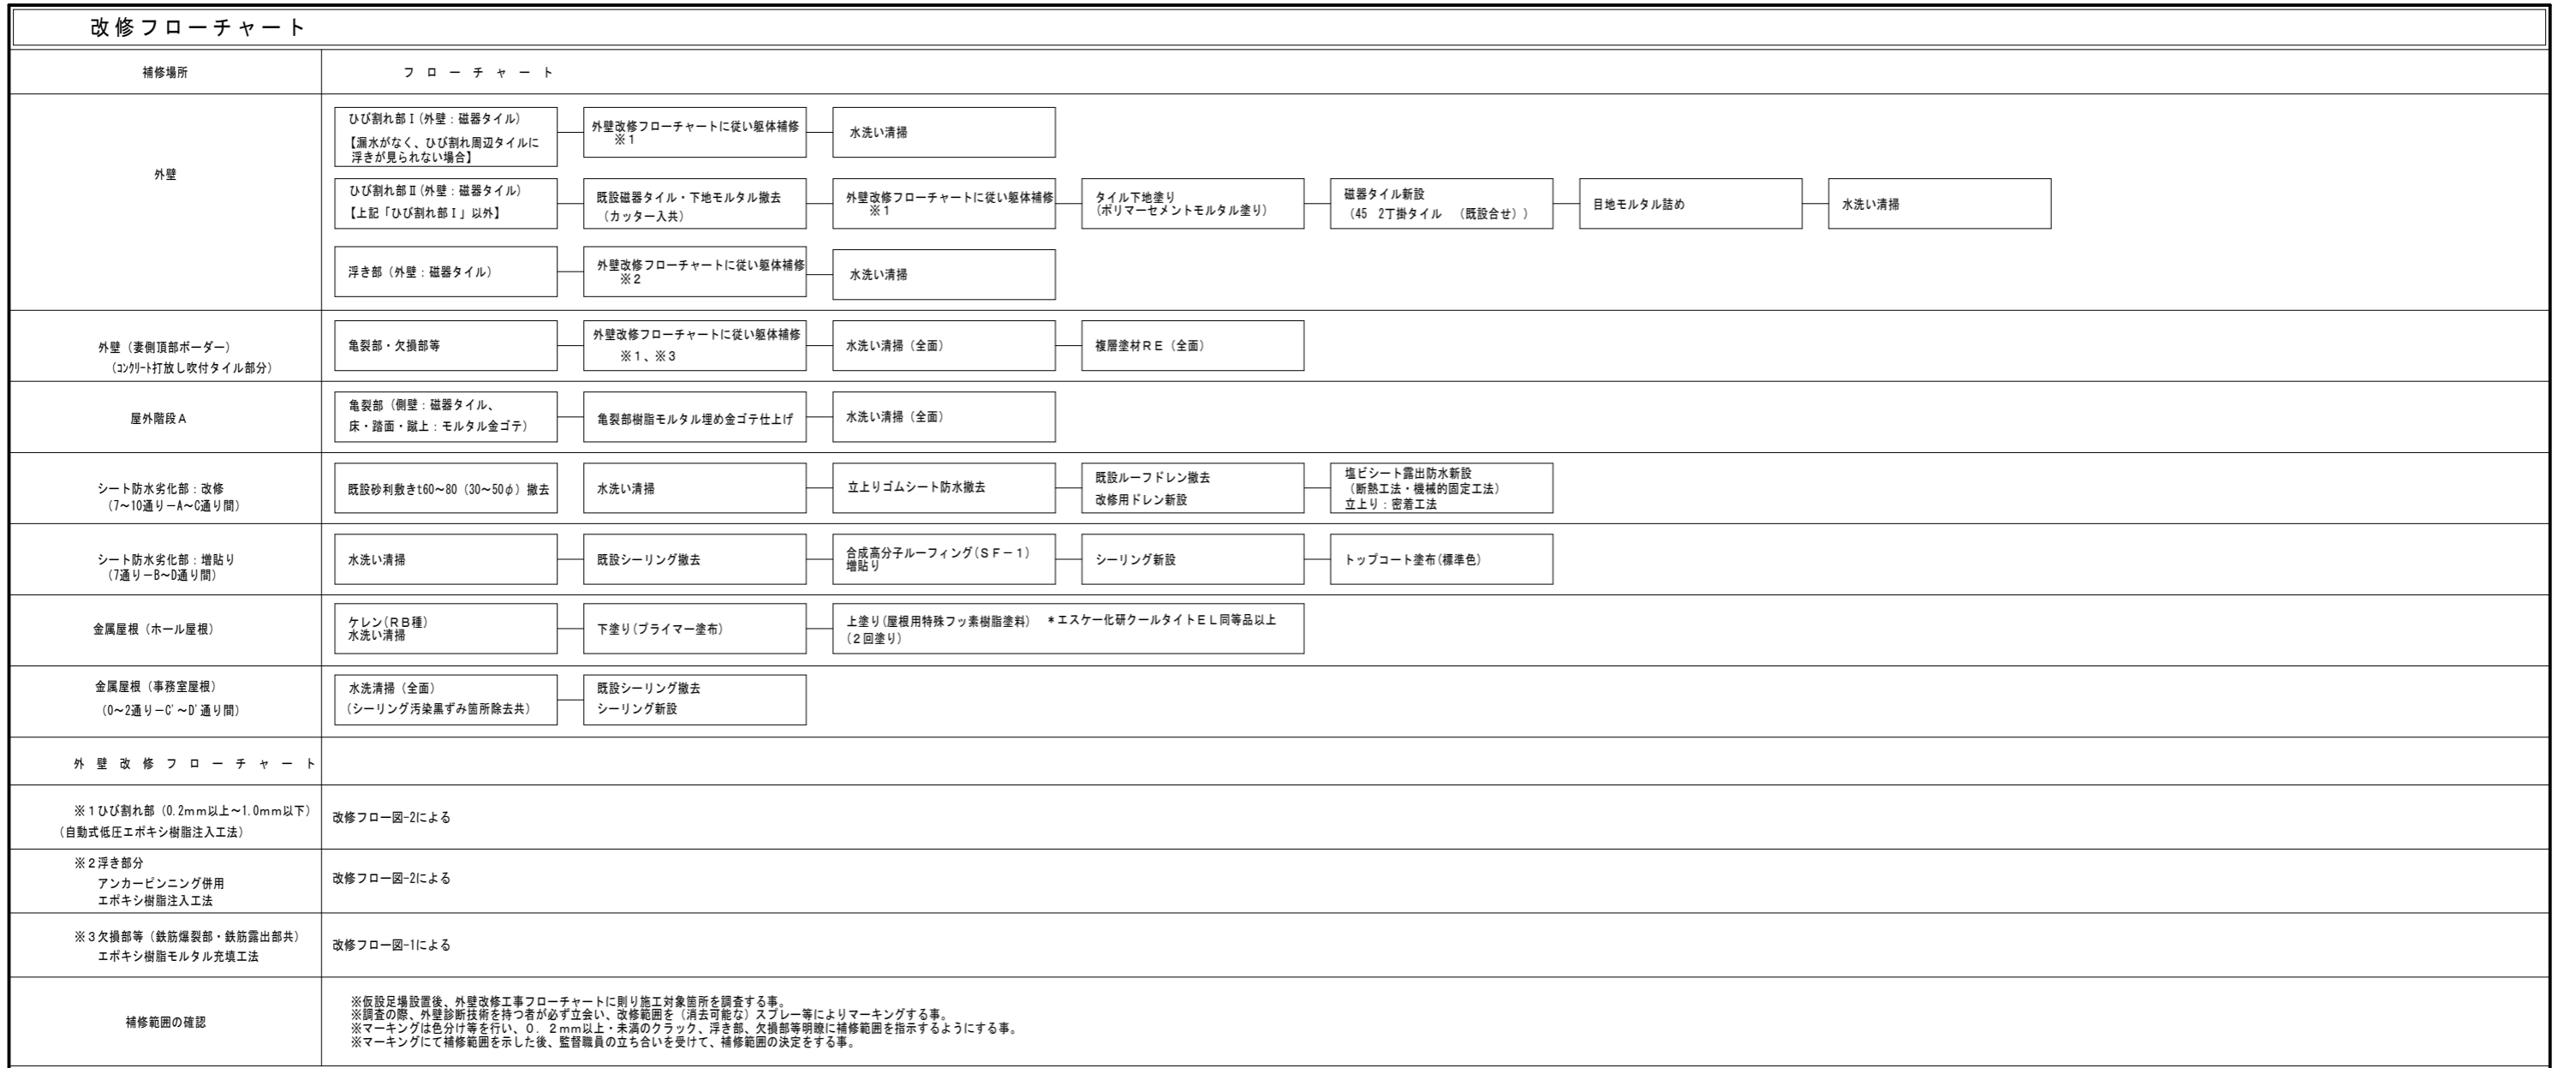 改修フローチャート
補修場所
フローチャート
外壁
ひび割れ部Ⅰ(外壁：磁器タイル)
【漏水がなく、ひび割れ周辺タイルに
浮きが見られない場合】
外壁改修フローチャートに従い躯体補修
※１
水洗い清掃
ひび割れ部Ⅱ(外壁：磁器タイル)
【上記「ひび割れ部Ⅰ」以外】
既設磁器タイル・下地モルタル撤去
（カッター入共）
外壁改修フローチャートに従い躯体補修
※１
タイル下地塗り
(ポリマーセメントモルタル塗り)
磁器タイル新設
（45　2丁掛タイル　（既設合せ））
目地モルタル詰め
水洗い清掃
浮き部（外壁：磁器タイル）
外壁改修フローチャートに従い躯体補修
※２
水洗い清掃
外壁（妻側頂部ボーダー）
（ｺﾝｸﾘｰﾄ打放し吹付タイル部分）
亀裂部・欠損部等
外壁改修フローチャートに従い躯体補修
※１、※３
水洗い清掃（全面）
複層塗材ＲＥ（全面）
屋外階段Ａ
亀裂部（側壁：磁器タイル、
床・踏面・蹴上：モルタル金ゴテ）
亀裂部樹脂モルタル埋め金ゴテ仕上げ
水洗い清掃（全面）
シート防水劣化部：改修
（7～10通り－A～C通り間）
既設砂利敷きt60～80（30～50φ）撤去
水洗い清掃
立上りゴムシート防水撤去
既設ルーフドレン撤去
改修用ドレン新設
塩ビシート露出防水新設
（断熱工法・機械的固定工法）
立上り：密着工法
シート防水劣化部：増貼り
（7通り－B～D通り間）
水洗い清掃
既設シーリング撤去
合成高分子ルーフィング(ＳＦ－１)
増貼り
シーリング新設
トップコート塗布(標準色)
金属屋根（ホール屋根）
ケレン(ＲＢ種)
水洗い清掃
下塗り(プライマー塗布)
上塗り(屋根用特殊フッ素樹脂塗料)　＊エスケー化研クールタイトＥＬ同等品以上
（２回塗り）
金属屋根（事務室屋根）
（0～2通り－C'～D'通り間）
水洗清掃（全面）
（シーリング汚染黒ずみ箇所除去共）
既設シーリング撤去
シーリング新設
外壁改修フローチャート
※１ひび割れ部（0.2mm以上～1.0mm以下）
（自動式低圧エポキシ樹脂注入工法）
改修フロー図-2による
※２浮き部分
アンカーピンニング併用
エポキシ樹脂注入工法
改修フロー図-2による
※３欠損部等（鉄筋爆裂部・鉄筋露出部共）
エポキシ樹脂モルタル充填工法
改修フロー図-1による
補修範囲の確認
※仮設足場設置後、外壁改修工事フローチャートに則り施工対象箇所を調査する事。
※調査の際、外壁診断技術を持つ者が必ず立会い、改修範囲を（消去可能な）スプレー等によりマーキングする事。
※マーキングは色分け等を行い、０．２mm以上・未満のクラック、浮き部、欠損部等明瞭に補修範囲を指示するようにする事。
※マーキングにて補修範囲を示した後、監督職員の立ち合いを受けて、補修範囲の決定をする事。